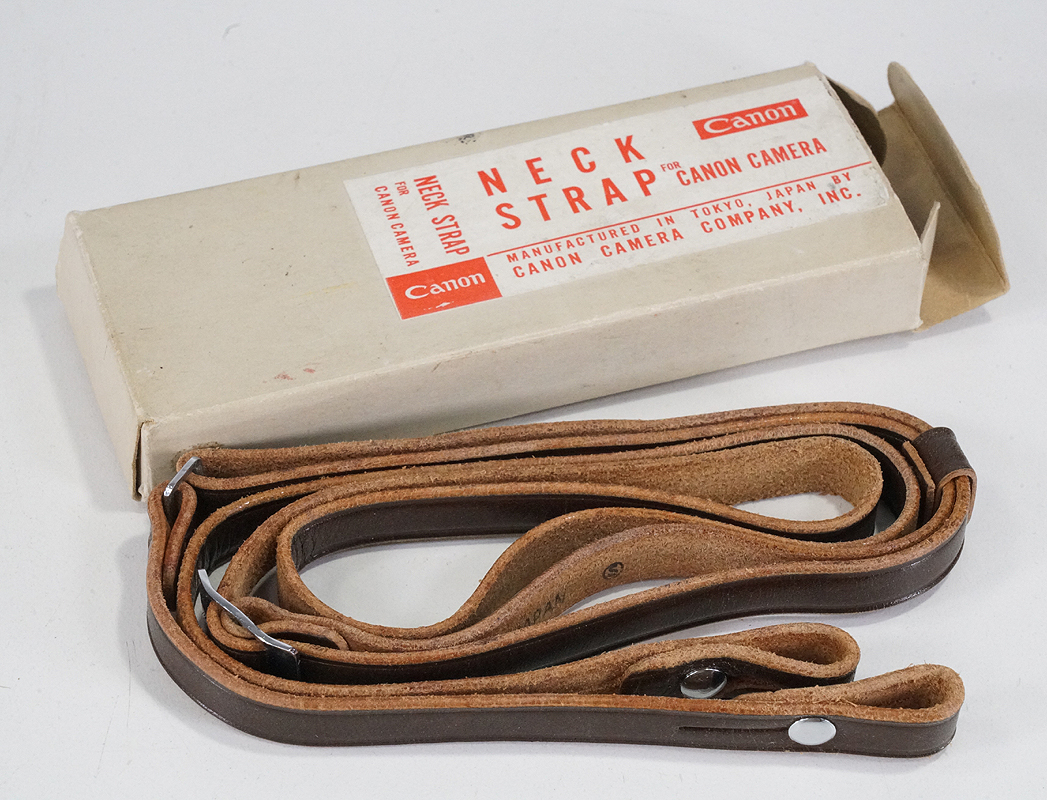 Canon
NECK
STRAP FOR CANON CAMERA
MANUFACTURED IN TOKYO, JAPAN BY
CANON CAMERA COMPANY, INC.
NECK STRAP
FOR
CANON CAMERA
Canon
S